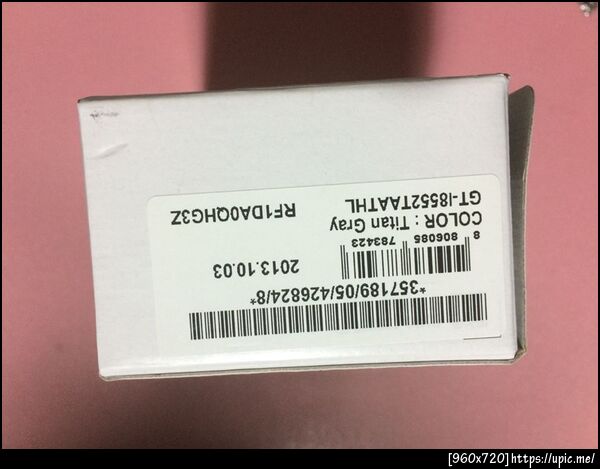 GT-I8552TAATHL
COLOR : Titan Gray
RF1DA0QHG3Z
8 806085 783423
2013.10.03
*357189/05/426824/8*
[960x720]https://upic.me/